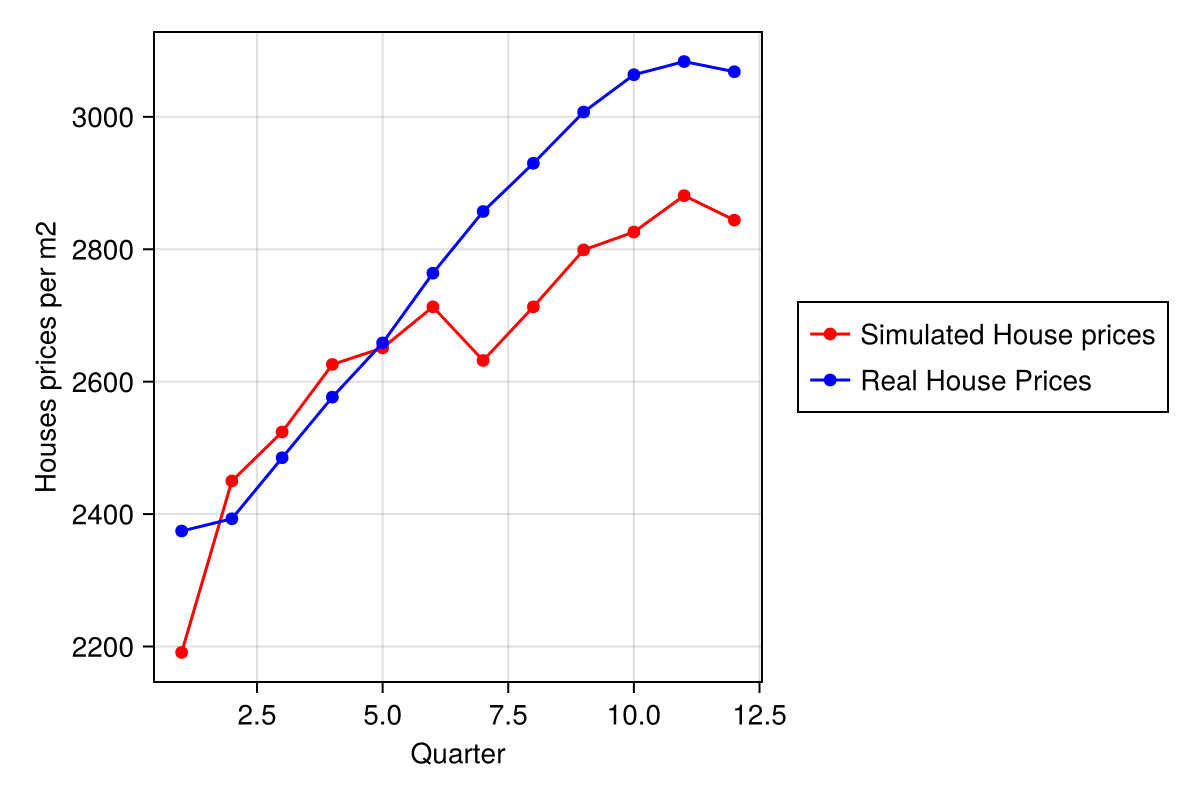 3000
2800
2600
2400
2200
Houses prices per m2
2.5 5.0 7.5 10.0 12.5
Quarter
Simulated House prices
Real House Prices